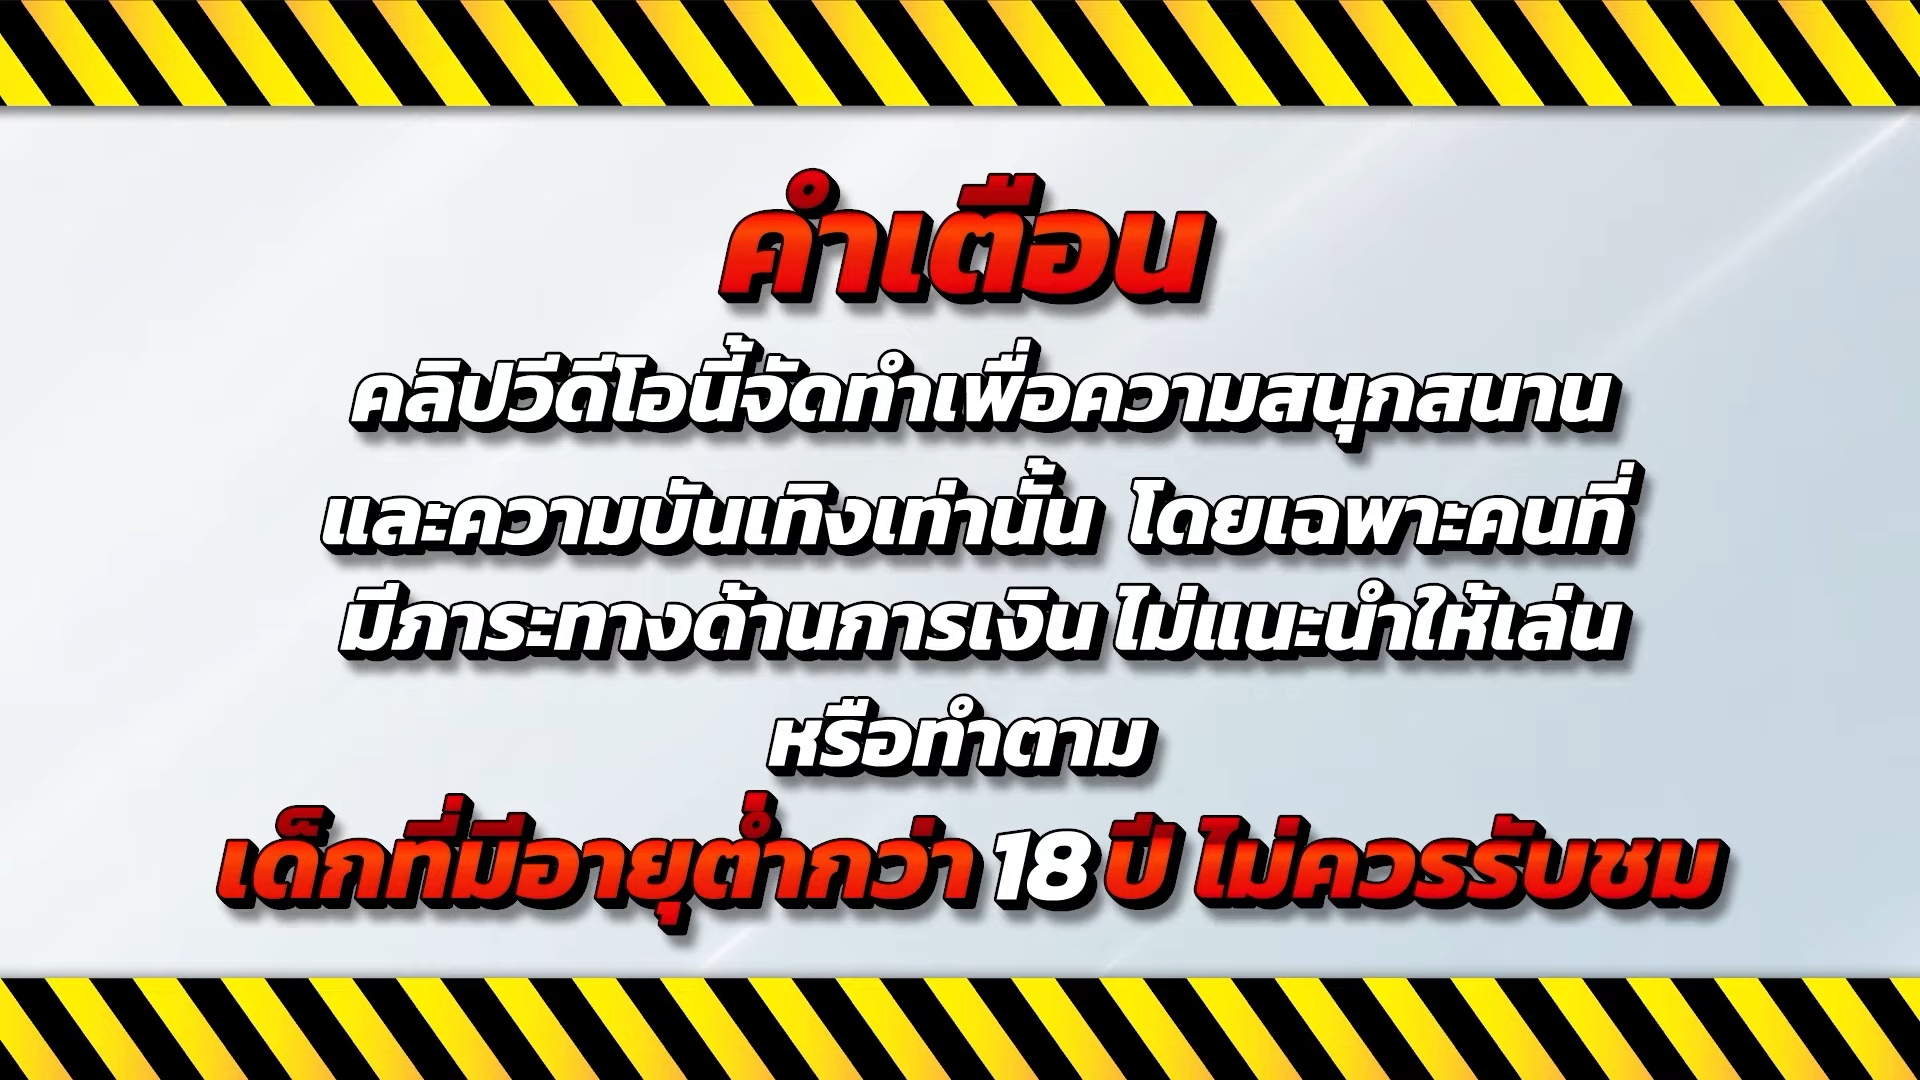 คำเตือน
คลิปวีดีโอนี้จัดทำเพื่อความสนุกสนาน
และความบันเทิงเท่านั้น โดยเฉพาะคนที่
มีภาระทางด้านการเงิน ไม่แนะนำให้เล่น
หรือทำตาม
เด็กที่มีอายุต่ำกว่า 18 ปี ไม่ควรรับชม